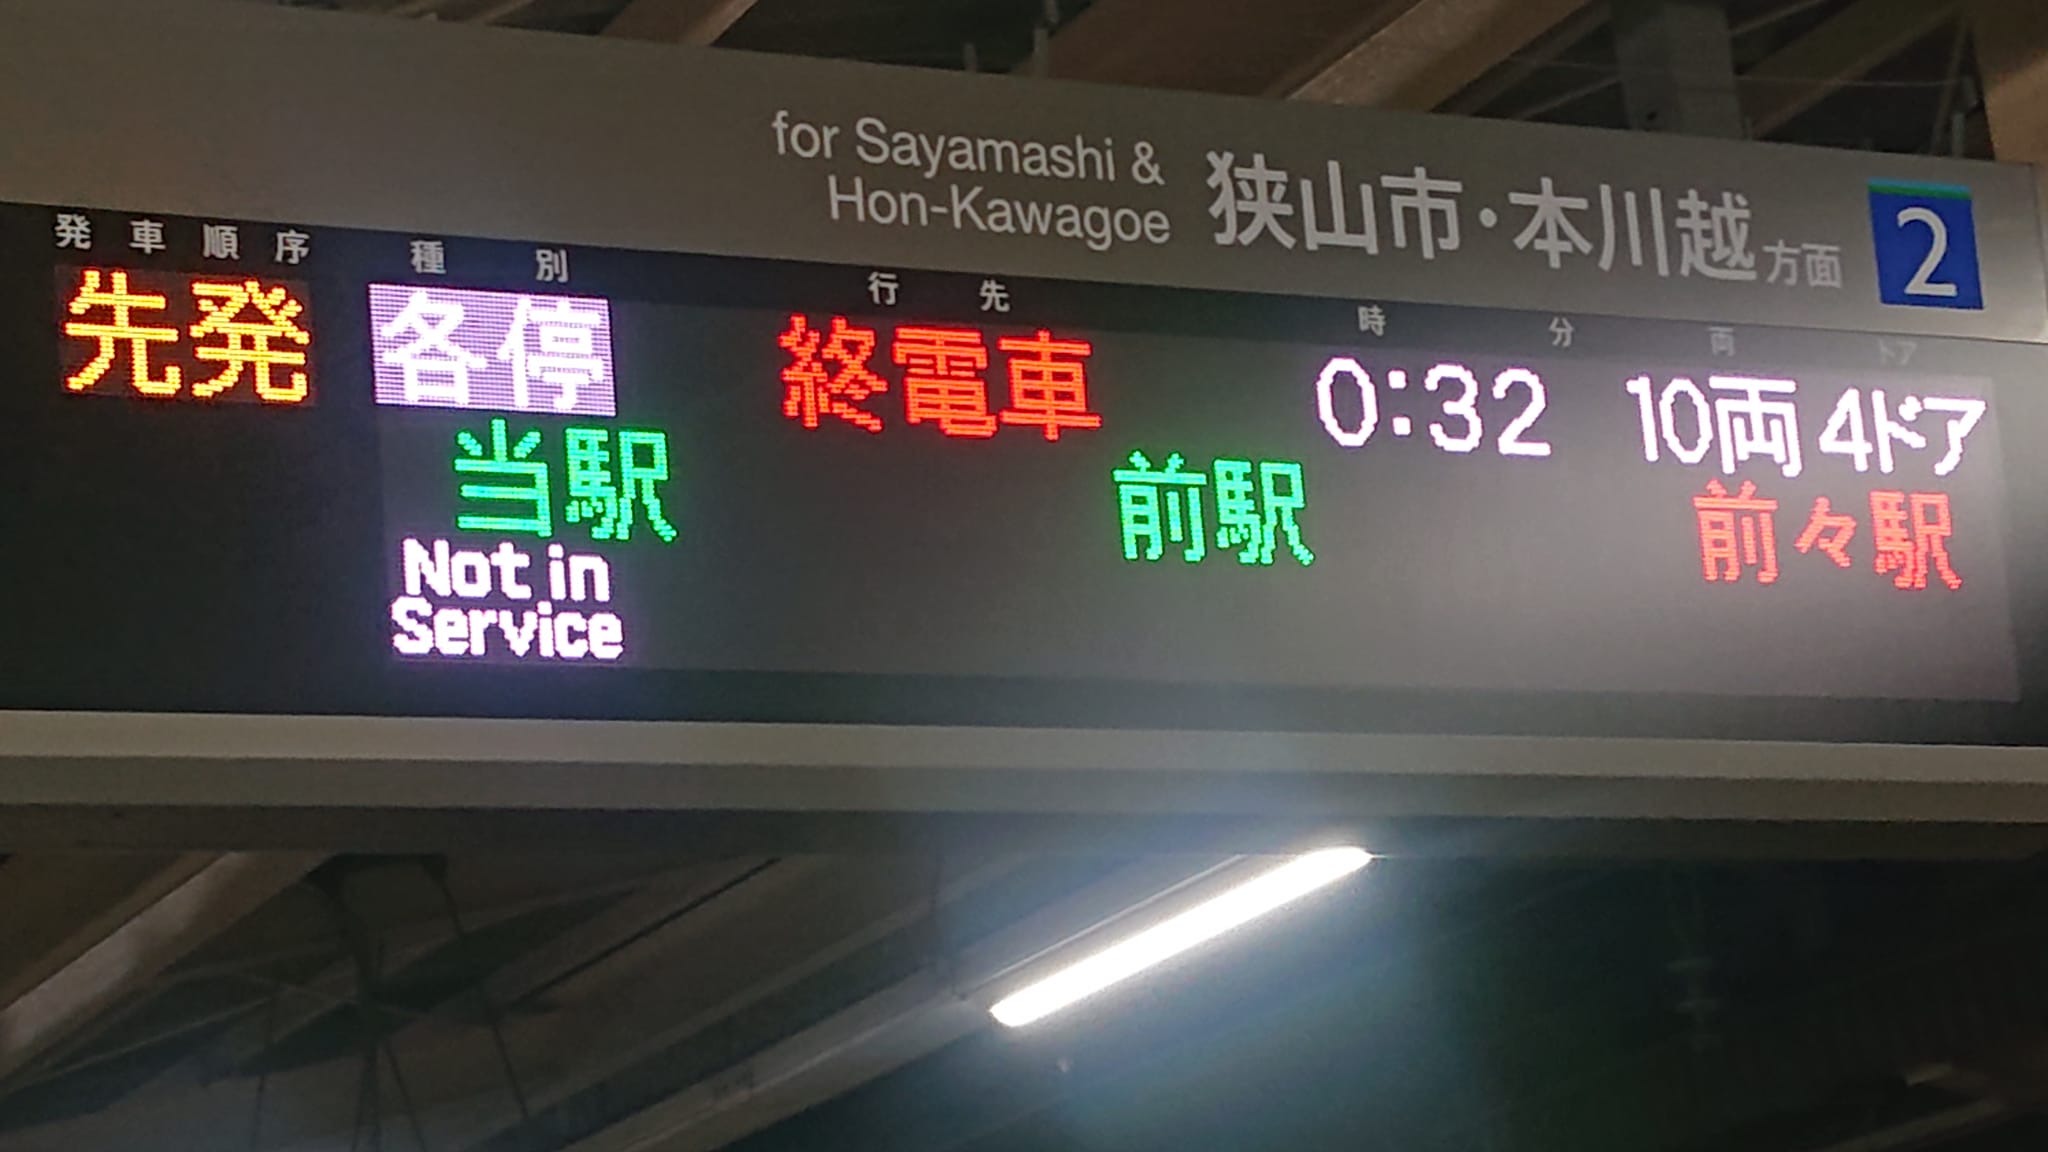 for Sayamashi &
Hon-Kawagoe
狭山市・本川越方面 2
発車順序 種別 行先 時 分 両 ドア
先発 各停 終電車 0:32 10両 4ドア
当駅 前駅 前々駅
Not in
Service